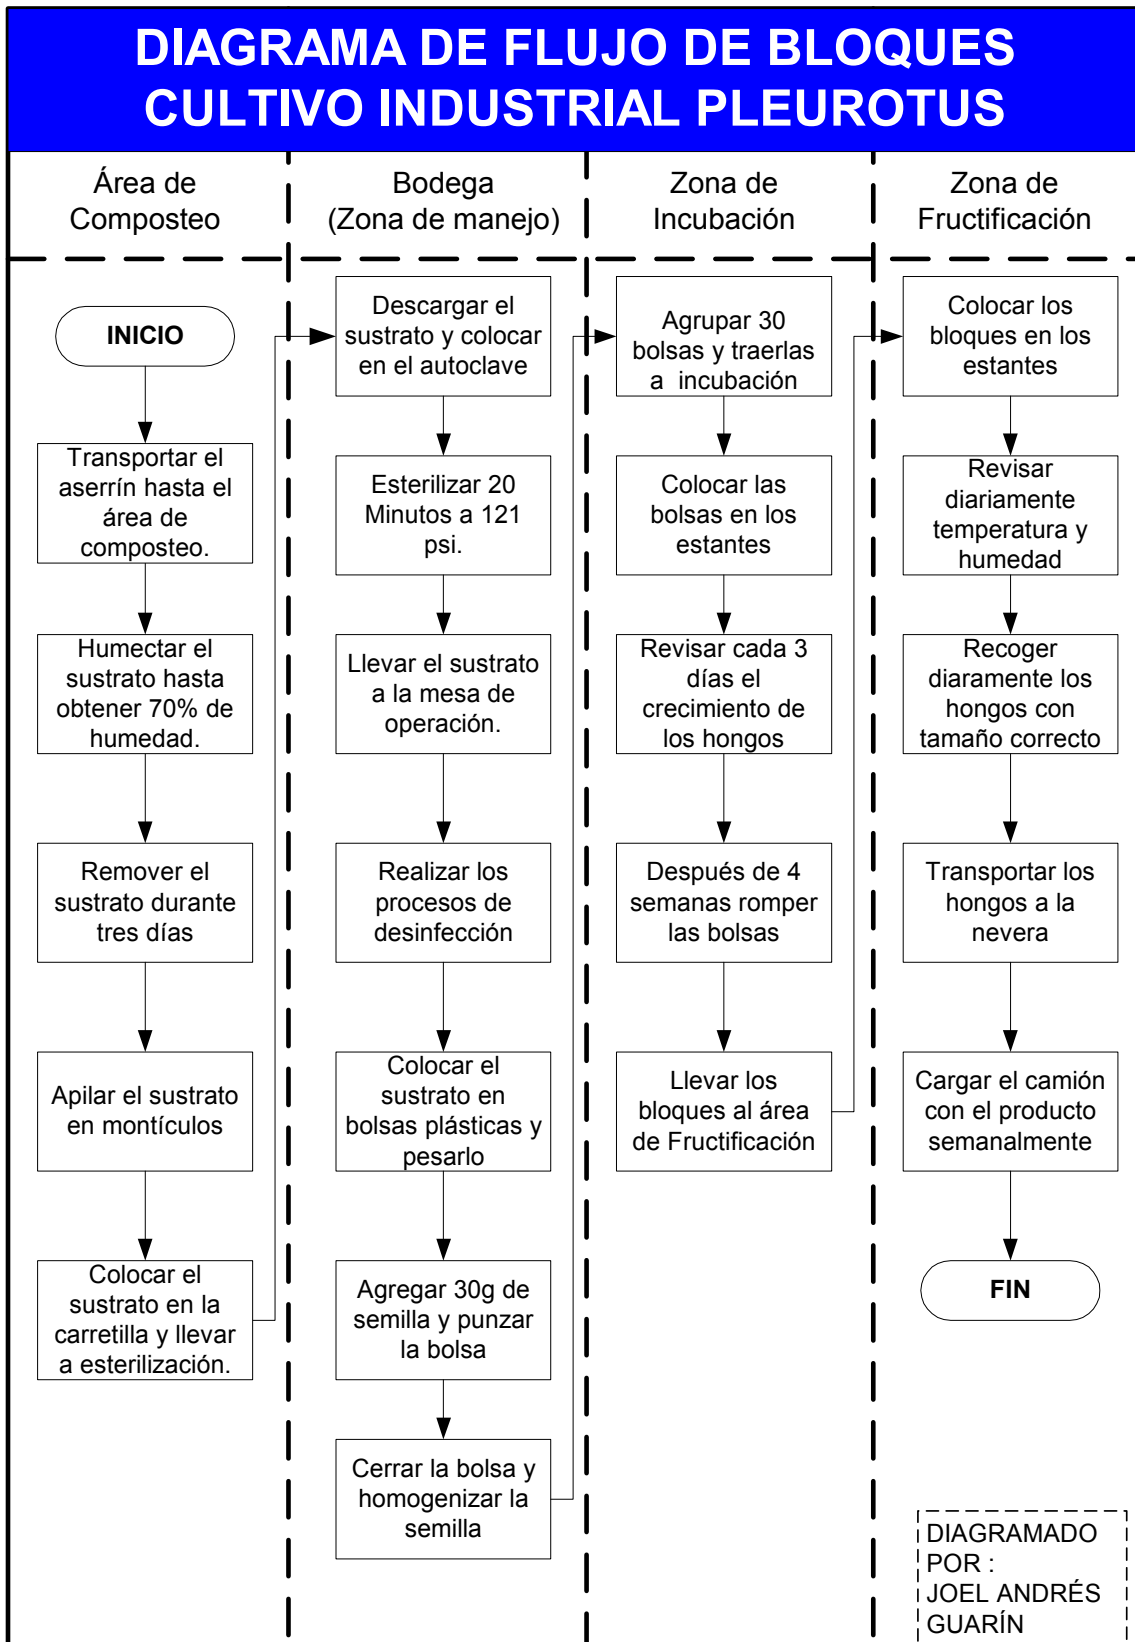 DIAGRAMA DE FLUJO DE BLOQUES
CULTIVO INDUSTRIAL PLEUROTUS
Área de
Composteo
INICIO
Transportar el
aserrín hasta el
área de
composteo.
Humectar el
sustrato hasta
obtener 70% de
humedad.
Remover el
sustrato durante
tres días
Apilar el sustrato
en montículos
Colocar el
sustrato en la
carretilla y llevar
a esterilización.
Bodega
(Zona de manejo)
Descargar el
sustrato y colocar
en el autoclave
Esterilizar 20
Minutos a 121
psi.
Llevar el sustrato
a la mesa de
operación.
Realizar los
procesos de
desinfección
Colocar el
sustrato en
bolsas plásticas y
pesarlo
Agregar 30g de
semilla y punzar
la bolsa
Cerrar la bolsa y
homogenizar la
semilla
Zona de
Incubación
Agrupar 30
bolsas y traerlas
a incubación
Colocar las
bolsas en los
estantes
Revisar cada 3
días el
crecimiento de
los hongos
Después de 4
semanas romper
las bolsas
Llevar los
bloques al área
de Fructificación
Zona de
Fructificación
Colocar los
bloques en los
estantes
Revisar
diariamente
temperatura y
humedad
Recoger
diaramente los
hongos con
tamaño correcto
Transportar los
hongos a la
nevera
Cargar el camión
con el producto
semanalmente
FIN
DIAGRAMADO
POR :
JOEL ANDRÉS
GUARÍN